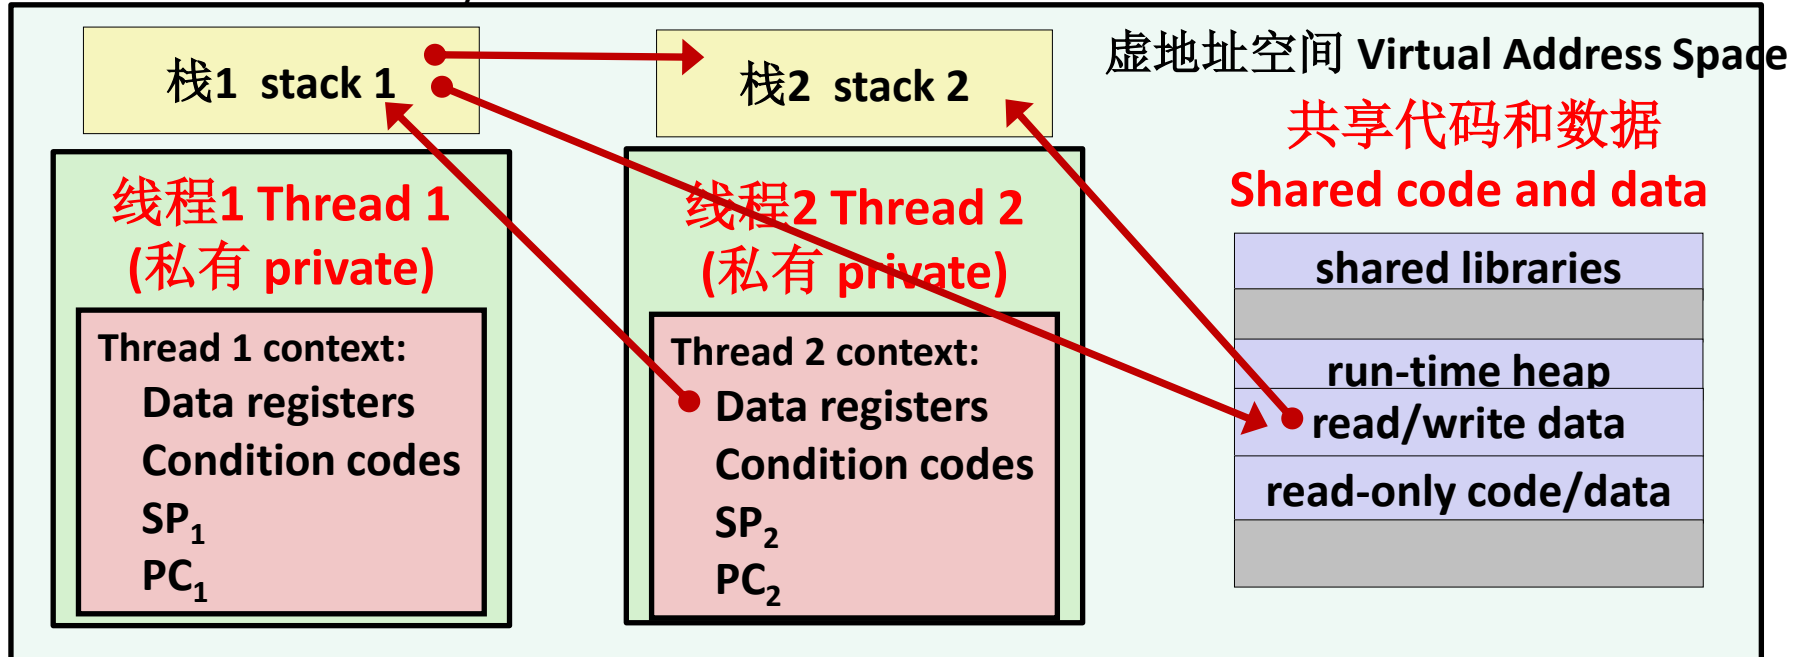 栈1 stack 1
线程1 Thread 1
(私有 private)
Thread 1 context:
Data registers
Condition codes
SP1
PC1
栈2 stack 2
线程2 Thread 2
(私有 private)
Thread 2 context:
Data registers
Condition codes
SP2
PC2
虚地址空间 Virtual Address Space
共享代码和数据
Shared code and data
shared libraries
run-time heap
read/write data
read-only code/data